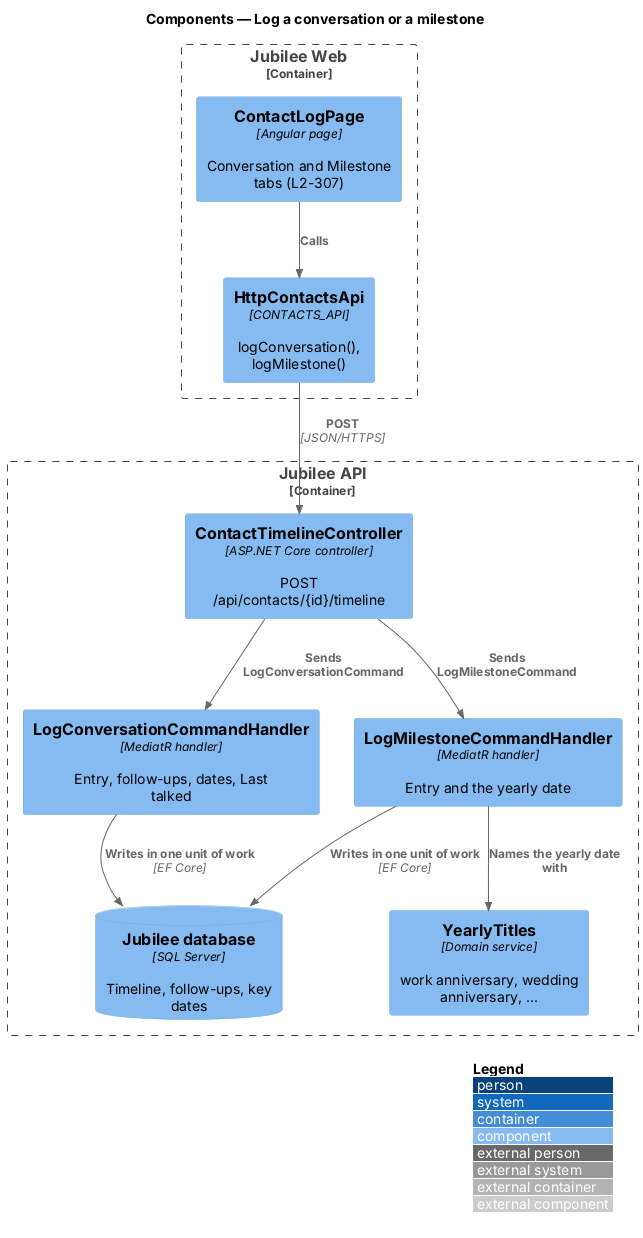 Components — Log a conversation or a milestone
Jubilee Web
[Container]
ContactLogPage
[Angular page]
Conversation and Milestone
tabs (L2-307)
Calls
HttpContactsApi
[CONTACTS_API]
logConversation(),
logMilestone()
POST
[JSON/HTTPS]
Jubilee API
[Container]
ContactTimelineController
[ASP.NET Core controller]
POST
/api/contacts/{id}/timeline
Sends
LogConversationCommand
Sends
LogMilestoneCommand
LogConversationCommandHandler
[MediatR handler]
Entry, follow-ups, dates, Last
talked
LogMilestoneCommandHandler
[MediatR handler]
Entry and the yearly date
Writes in one unit of work
[EF Core]
Writes in one unit of work
[EF Core]
Names the yearly date
with
Jubilee database
[SQL Server]
Timeline, follow-ups, key
dates
YearlyTitles
[Domain service]
work anniversary, wedding
anniversary, ...
Legend
person
system
container
component
external person
external system
external container
external component